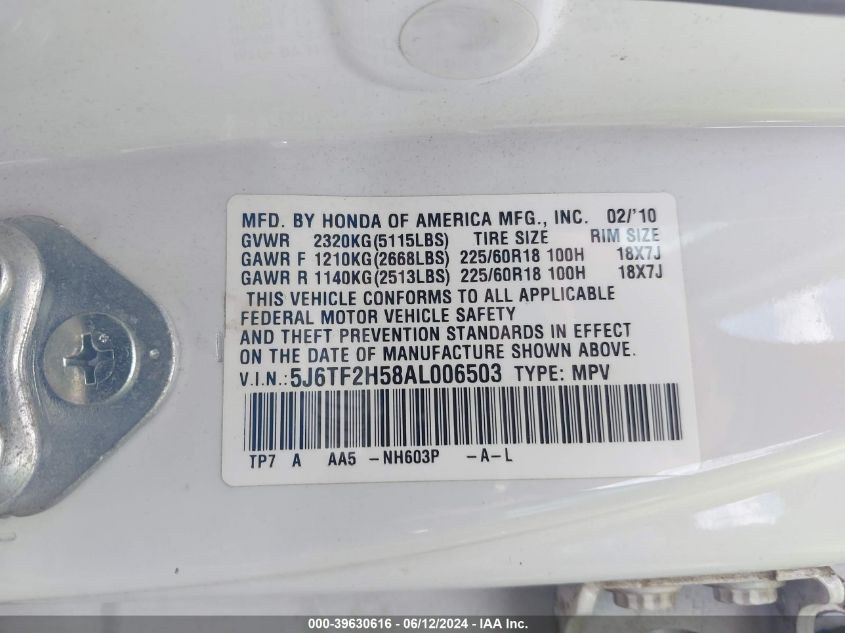 MFD. BY HONDA OF AMERICA MFG., INC. 02/'10
GVWR 2320KG(5115LBS) TIRE SIZE RIM SIZE
GAWR F 1210KG(2668LBS) 225/60R18 100H 18X7J
GAWR R 1140KG(2513LBS) 225/60R18 100H 18X7J
THIS VEHICLE CONFORMS TO ALL APPLICABLE
FEDERAL MOTOR VEHICLE SAFETY
AND THEFT PREVENTION STANDARDS IN EFFECT
ON THE DATE OF MANUFACTURE SHOWN ABOVE.
V.I.N.:5J6TF2H58AL006503 TYPE: MPV
TP7 A AA5 -NH603P -A-L
000-39630616 - 06/12/2024 - IAA Inc.